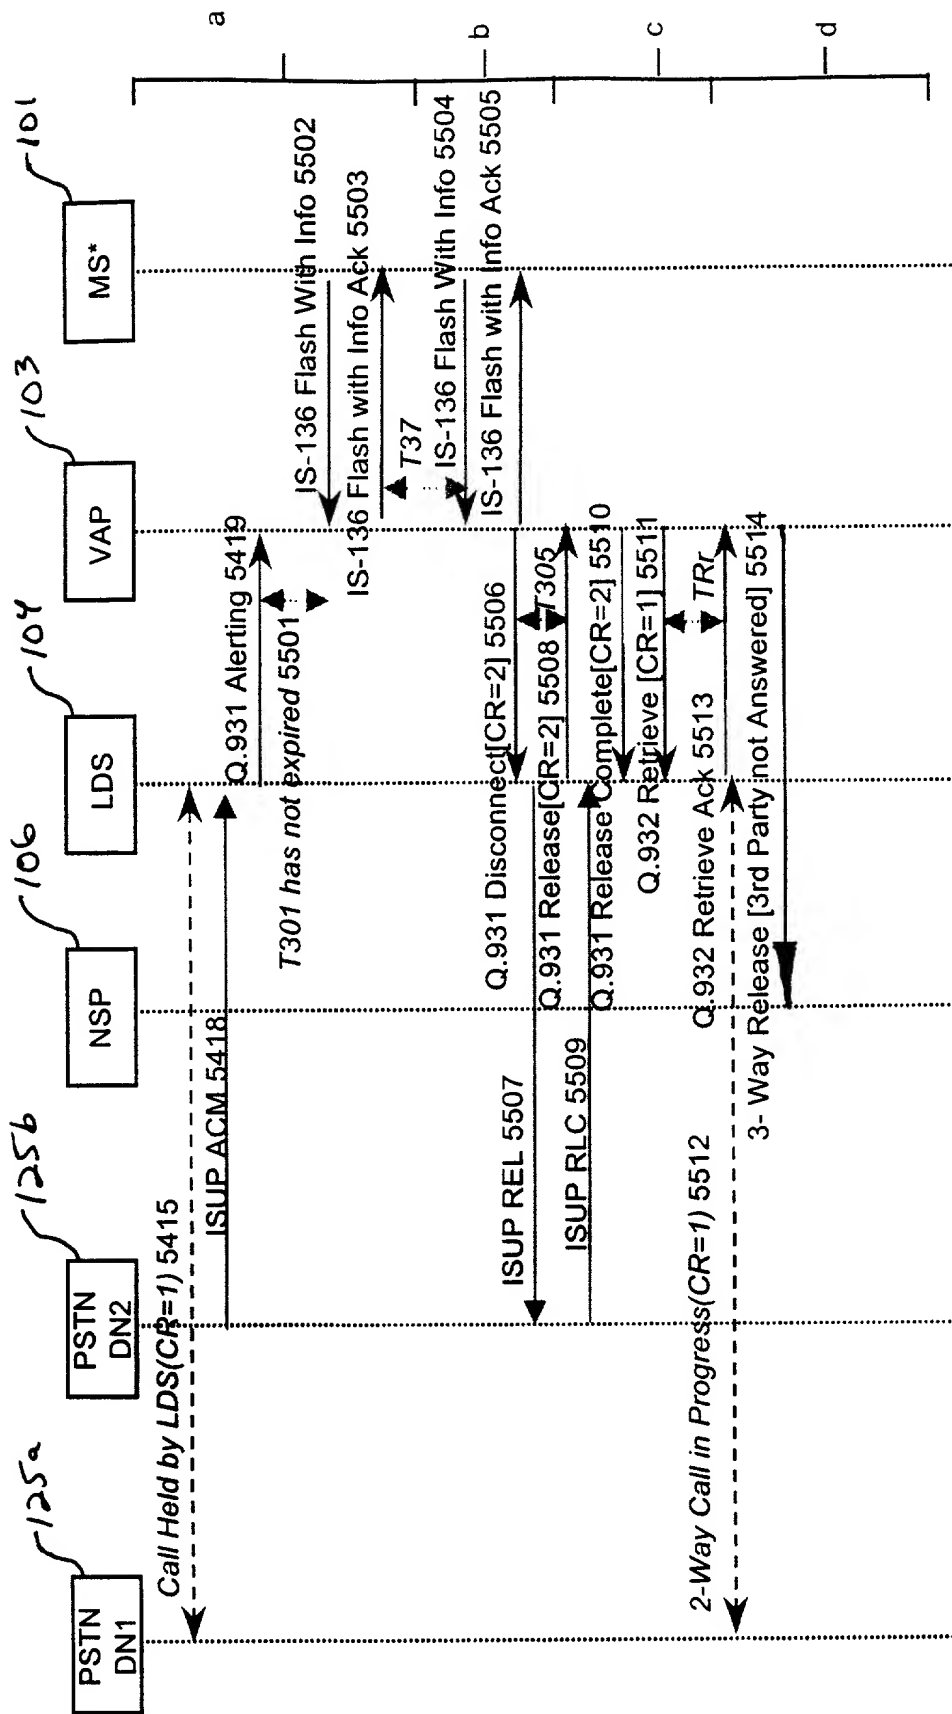 125a
125b
106
104
103
101
PSTN
DN1
PSTN
DN2
NSP
LDS
VAP
MS*
Call Held by LDS(CR=1) 5415
ISUP ACM 5418
Q.931 Alerting 5419
T301 has not expired 5501
IS-136 Flash With Info 5502
IS-136 Flash with Info Ack 5503
T37
IS-136 Flash With Info 5504
IS-136 Flash with Info Ack 5505
Q.931 Disconnect[CR=2] 5506
ISUP REL 5507
T305
Q.931 Release[CR=2] 5508
ISUP RLC 5509
Q.931 Release Complete[CR=2] 5510
Q.932 Retrieve [CR=1] 5511
TRr
Q.932 Retrieve Ack 5513
2-Way Call in Progress(CR=1) 5512
3- Way Release [3rd Party not Answered] 5514
a
b
c
d